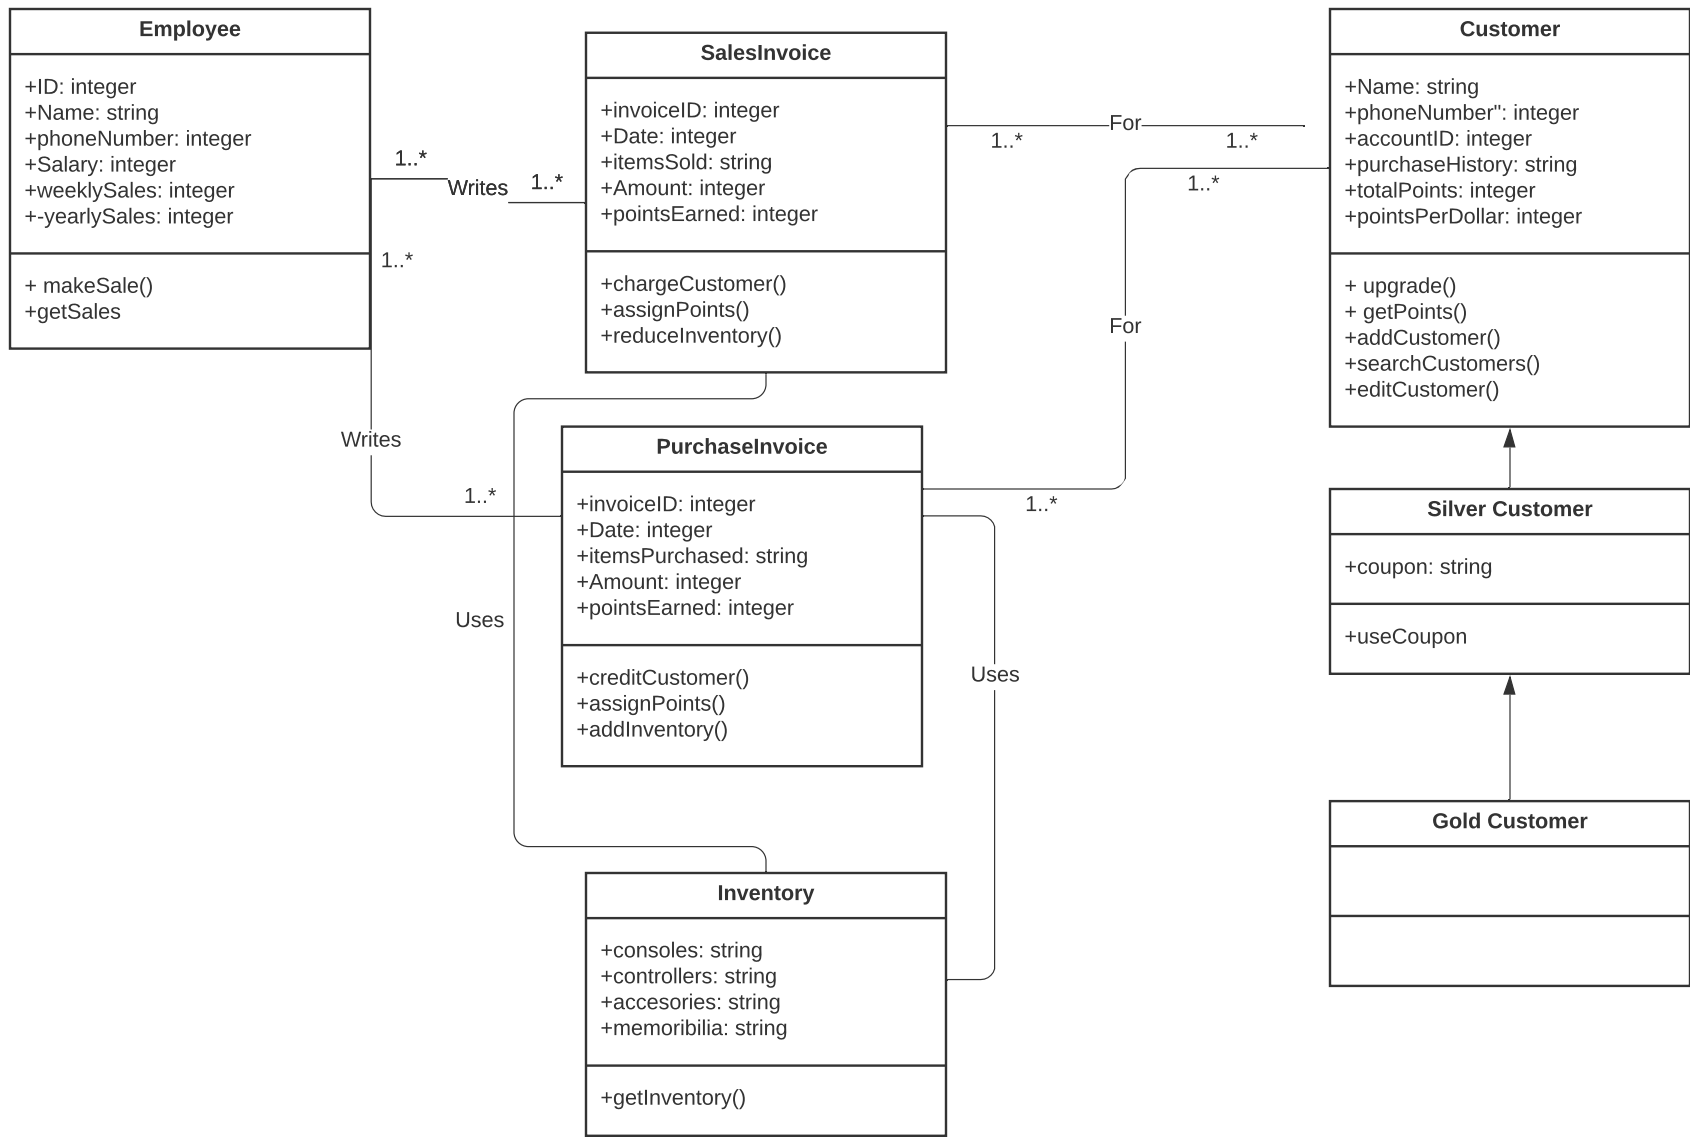 Employee
+ID: integer
+Name: string
+phoneNumber: integer
+Salary: integer
+weeklySales: integer
+-yearlySales: integer
+ makeSale()
+getSales
1..*
Writes
1..*
1..*
Writes
1..*
SalesInvoice
+invoiceID: integer
+Date: integer
+itemsSold: string
+Amount: integer
+pointsEarned: integer
+chargeCustomer()
+assignPoints()
+reduceInventory()
1..*
For
1..*
1..*
For
1..*
Customer
+Name: string
+phoneNumber": integer
+accountID: integer
+purchaseHistory: string
+totalPoints: integer
+pointsPerDollar: integer
+ upgrade()
+ getPoints()
+addCustomer()
+searchCustomers()
+editCustomer()
PurchaseInvoice
+invoiceID: integer
+Date: integer
+itemsPurchased: string
+Amount: integer
+pointsEarned: integer
+creditCustomer()
+assignPoints()
+addInventory()
Uses
Uses
Silver Customer
+coupon: string
+useCoupon
Gold Customer
Inventory
+consoles: string
+controllers: string
+accesories: string
+memoribilia: string
+getInventory()